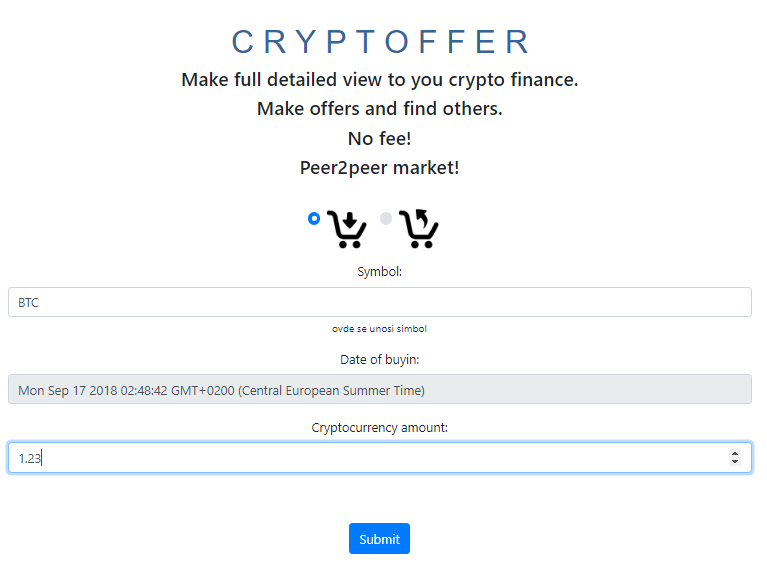 CRYPTOFFER
Make full detailed view to you crypto finance.
Make offers and find others.
No fee!
Peer2peer market!
Symbol:
BTC
ovde se unosi simbol
Date of buyin:
Mon Sep 17 2018 02:48:42 GMT+0200 (Central European Summer Time)
Cryptocurrency amount:
1.23
Submit